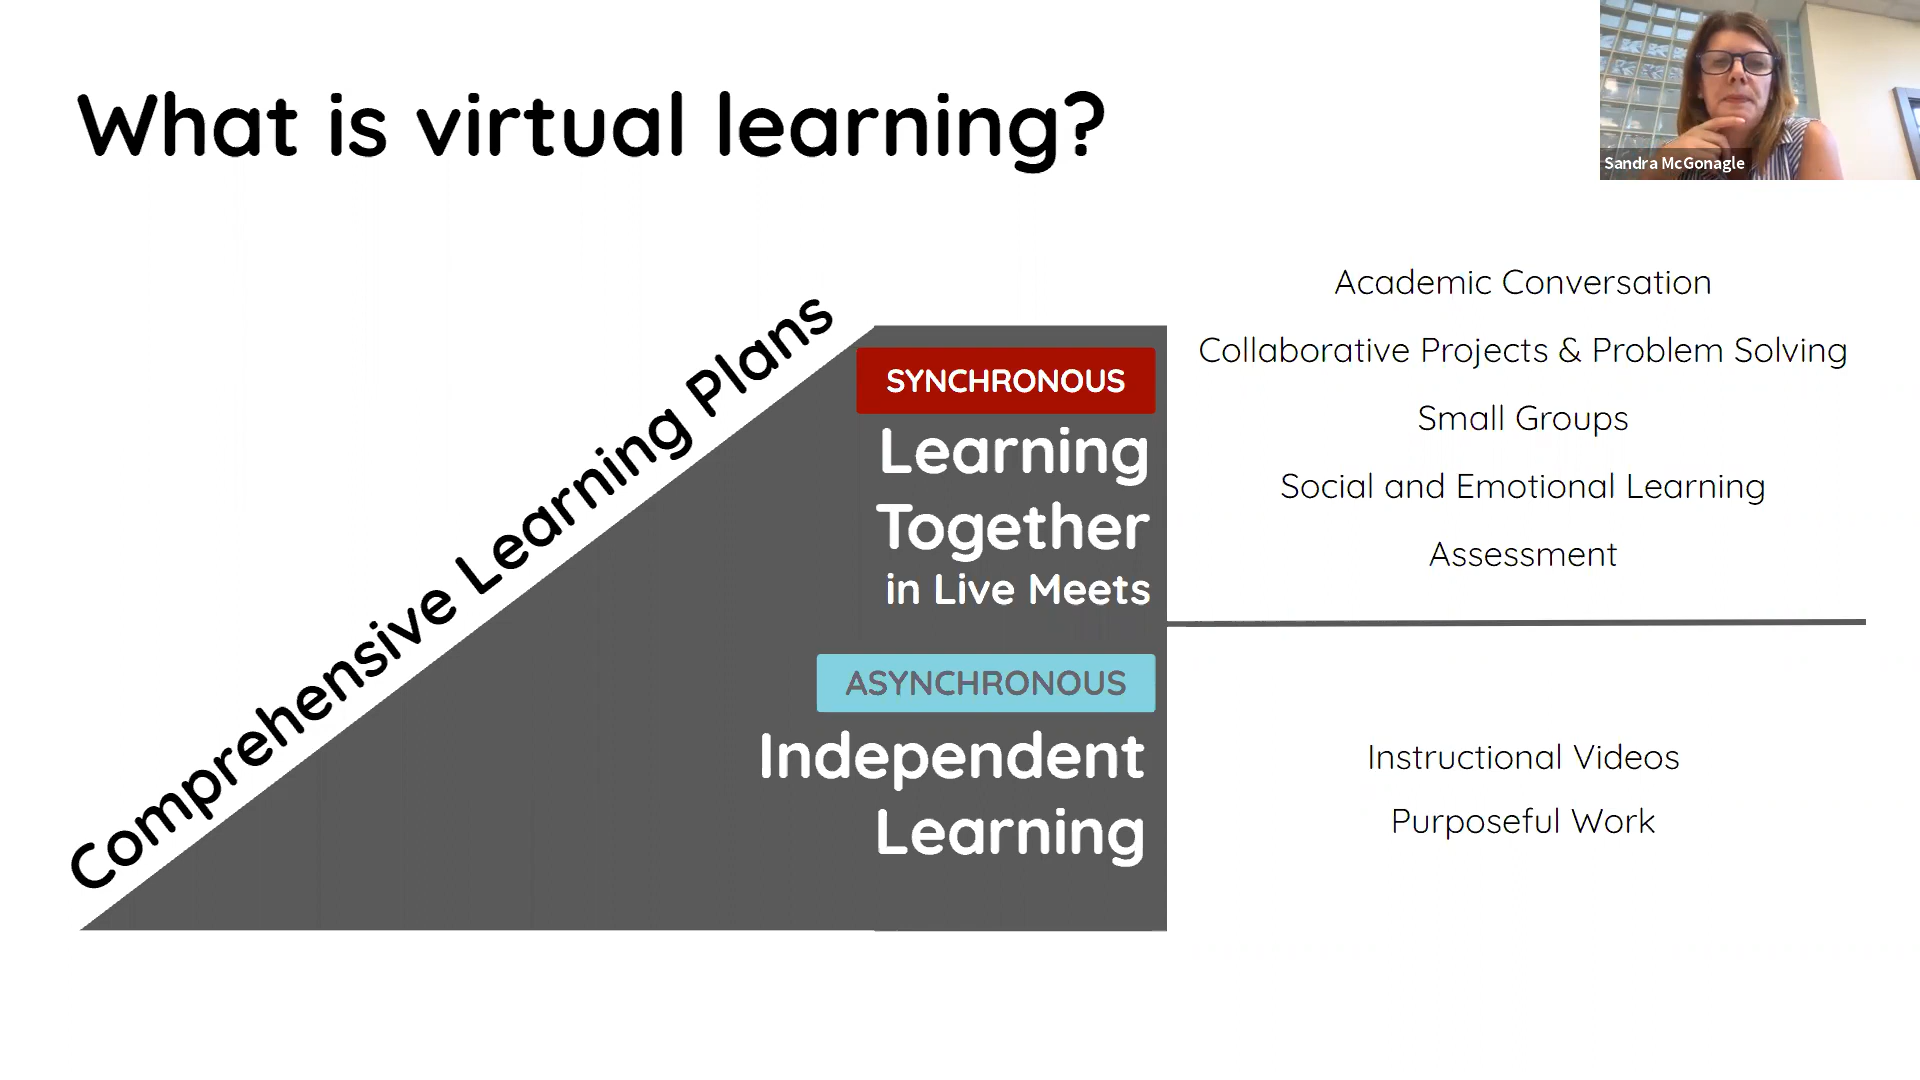 What is virtual learning?
Sandra McGonagle
Comprehensive Learning Plans
SYNCHRONOUS
Learning
Together
in Live Meets
Academic Conversation
Collaborative Projects & Problem Solving
Small Groups
Social and Emotional Learning
Assessment
ASYNCHRONOUS
Independent
Learning
Instructional Videos
Purposeful Work